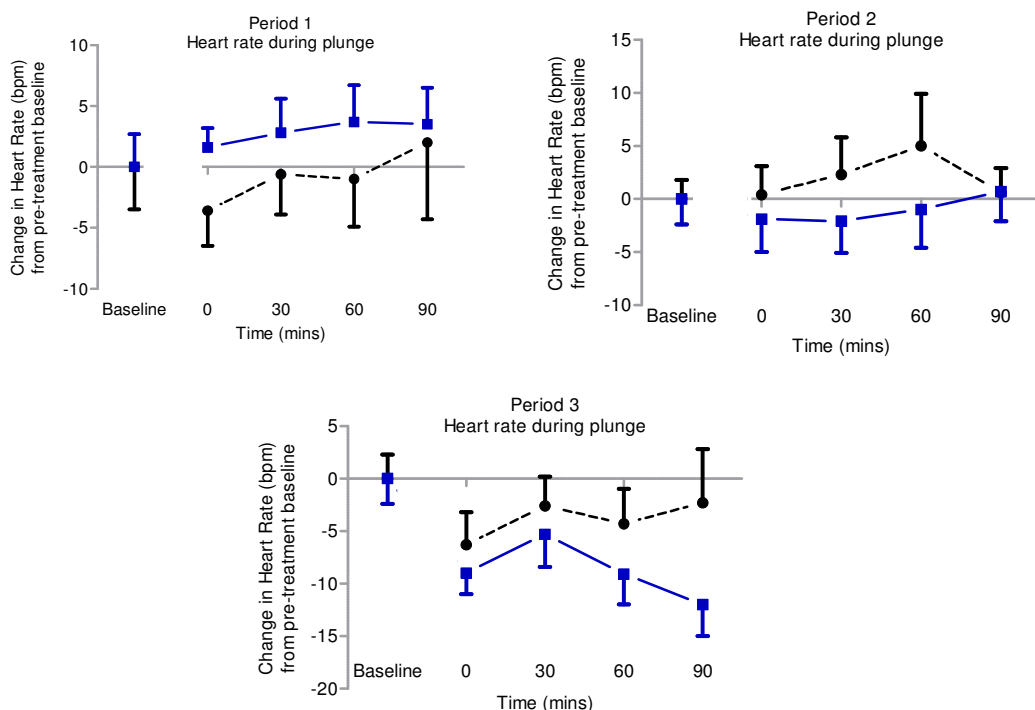 Period 1
Heart rate during plunge
Change in Heart Rate (bpm)
from pre-treatment baseline
10
5
0
-5
-10
Baseline 0 30 60 90
Time (mins)
Period 2
Heart rate during plunge
Change in Heart Rate (bpm)
from pre-treatment baseline
15
10
5
0
-5
-10
Baseline 0 30 60 90
Time (mins)
Period 3
Heart rate during plunge
Change in Heart Rate (bpm)
from pre-treatment baseline
5
0
-5
-10
-15
-20
Baseline 0 30 60 90
Time (mins)